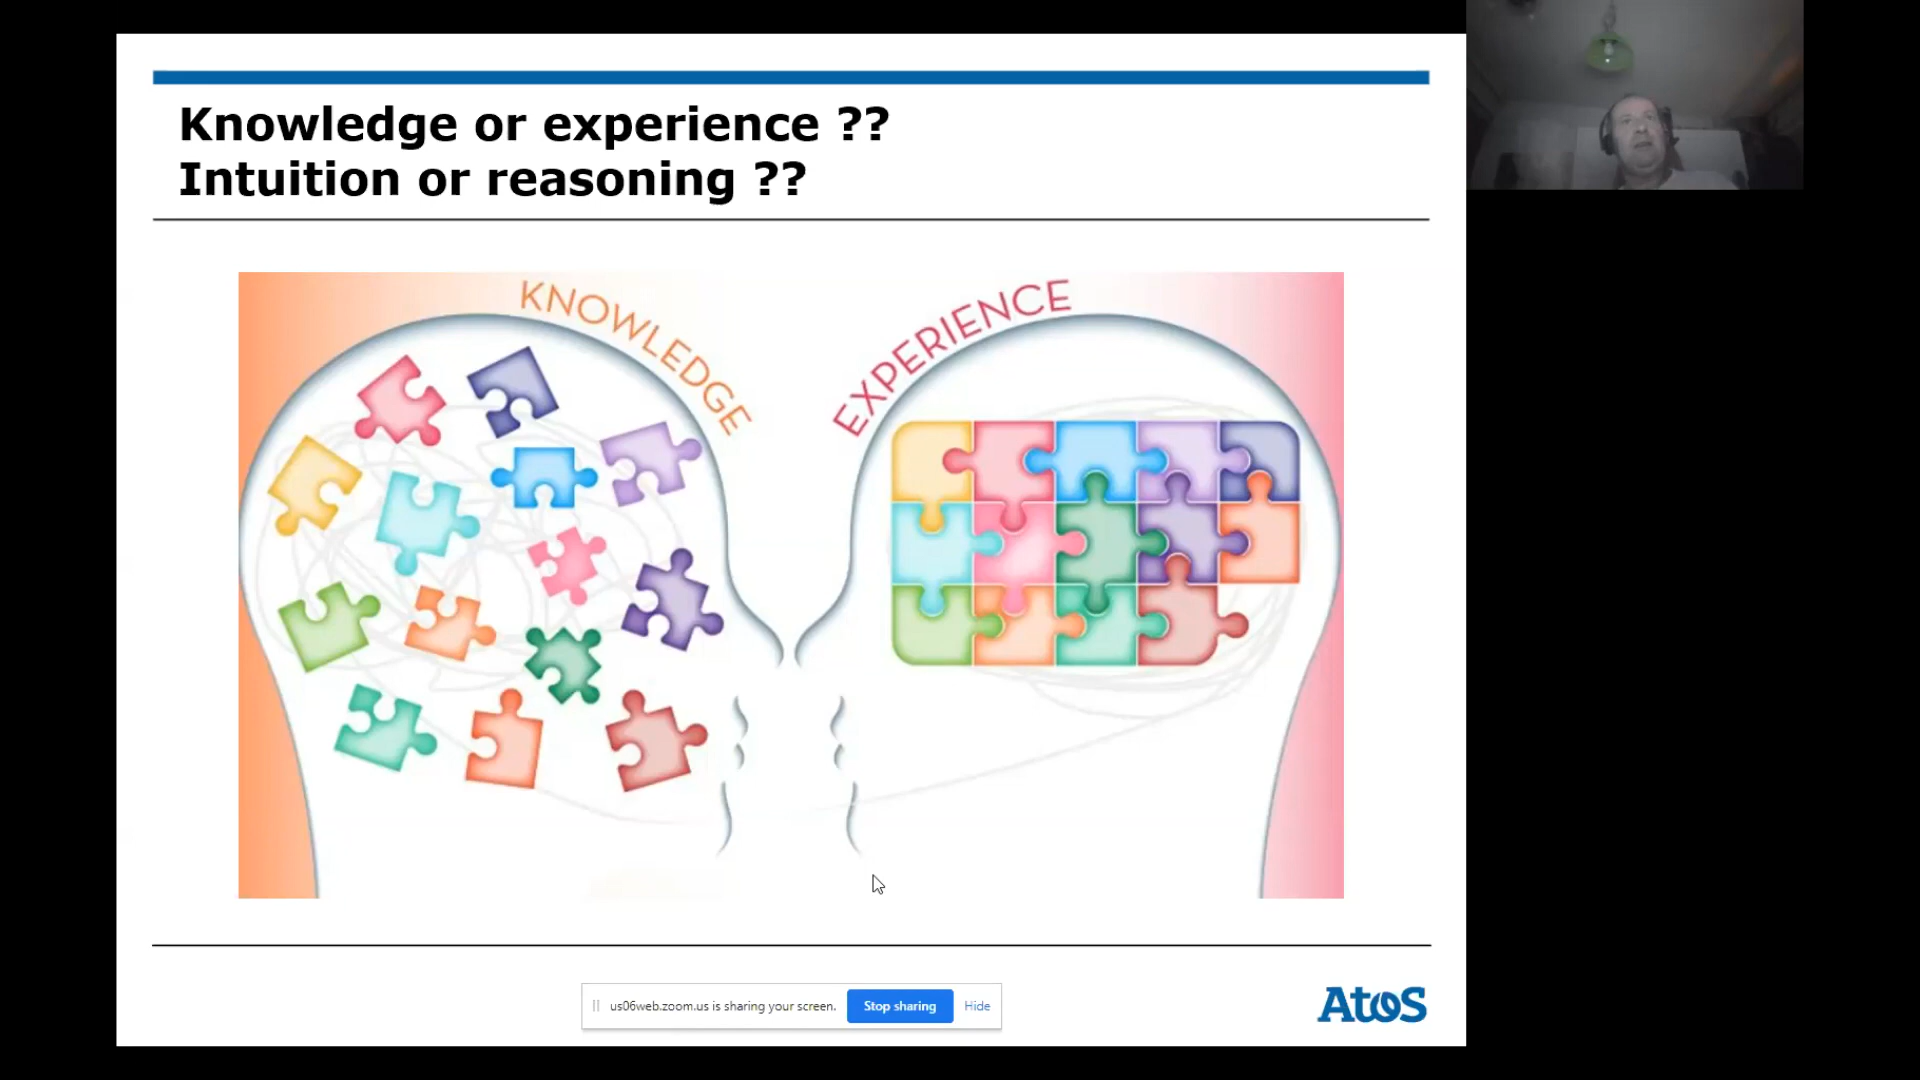 Knowledge or experience ??
Intuition or reasoning ??
KNOWLEDGE
EXPERIENCE
us06web.zoom.us is sharing your screen.
Stop sharing
Hide
Atos